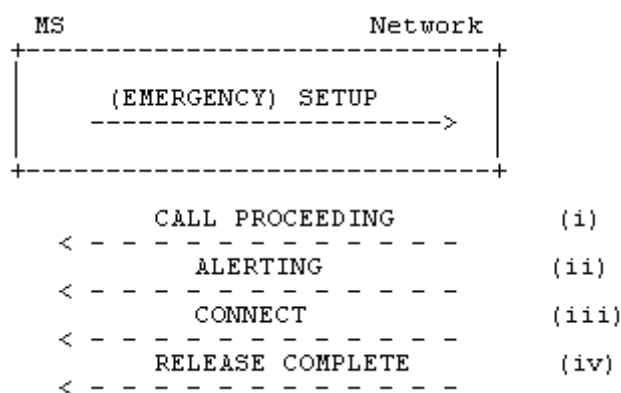 MS Network
(EMERGENCY) SETUP
CALL PROCEEDING (i)
ALERTING (ii)
CONNECT (iii)
RELEASE COMPLETE (iv)